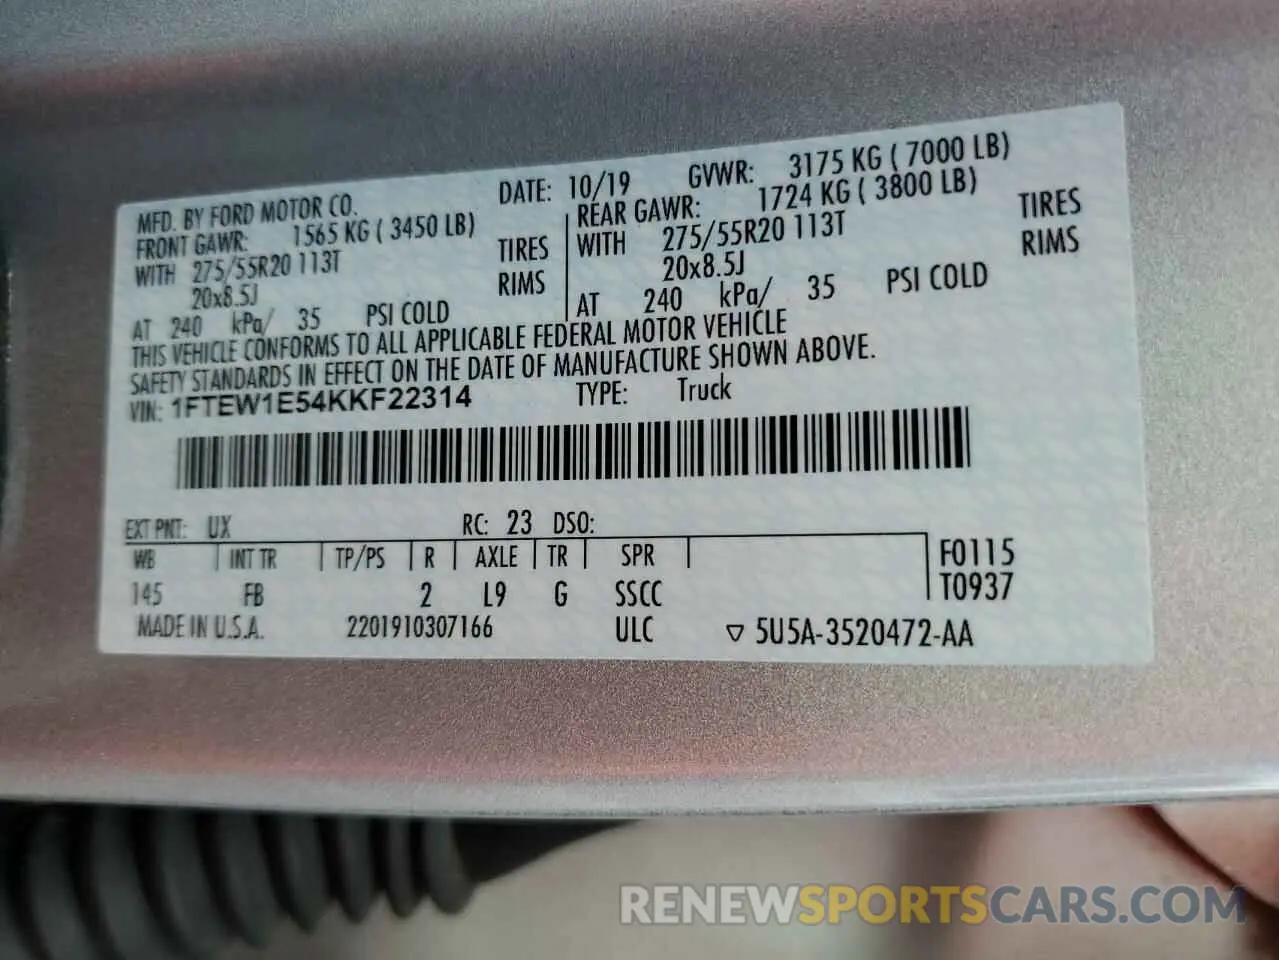 MFD. BY FORD MOTOR CO. DATE: 10/19 GVWR: 3175 KG ( 7000 LB)
FRONT GAWR: 1565 KG ( 3450 LB) REAR GAWR: 1724 KG ( 3800 LB)
WITH 275/55R20 113T TIRES WITH 275/55R20 113T TIRES
20x8.5J RIMS 20x8.5J RIMS
AT 240 kPa/ 35 PSI COLD AT 240 kPa/ 35 PSI COLD
THIS VEHICLE CONFORMS TO ALL APPLICABLE FEDERAL MOTOR VEHICLE
SAFETY STANDARDS IN EFFECT ON THE DATE OF MANUFACTURE SHOWN ABOVE.
VIN: 1FTEW1E54KKF22314 TYPE: Truck
EXT PNT: UX RC: 23 DSO:
WB INT TR TP/PS R AXLE TR SPR F0115
145 FB 2 L9 G SSCC T0937
MADE IN U.S.A. 2201910307166 ULC ▽ 5U5A-3520472-AA
RENEWSPORTSCARS.COM